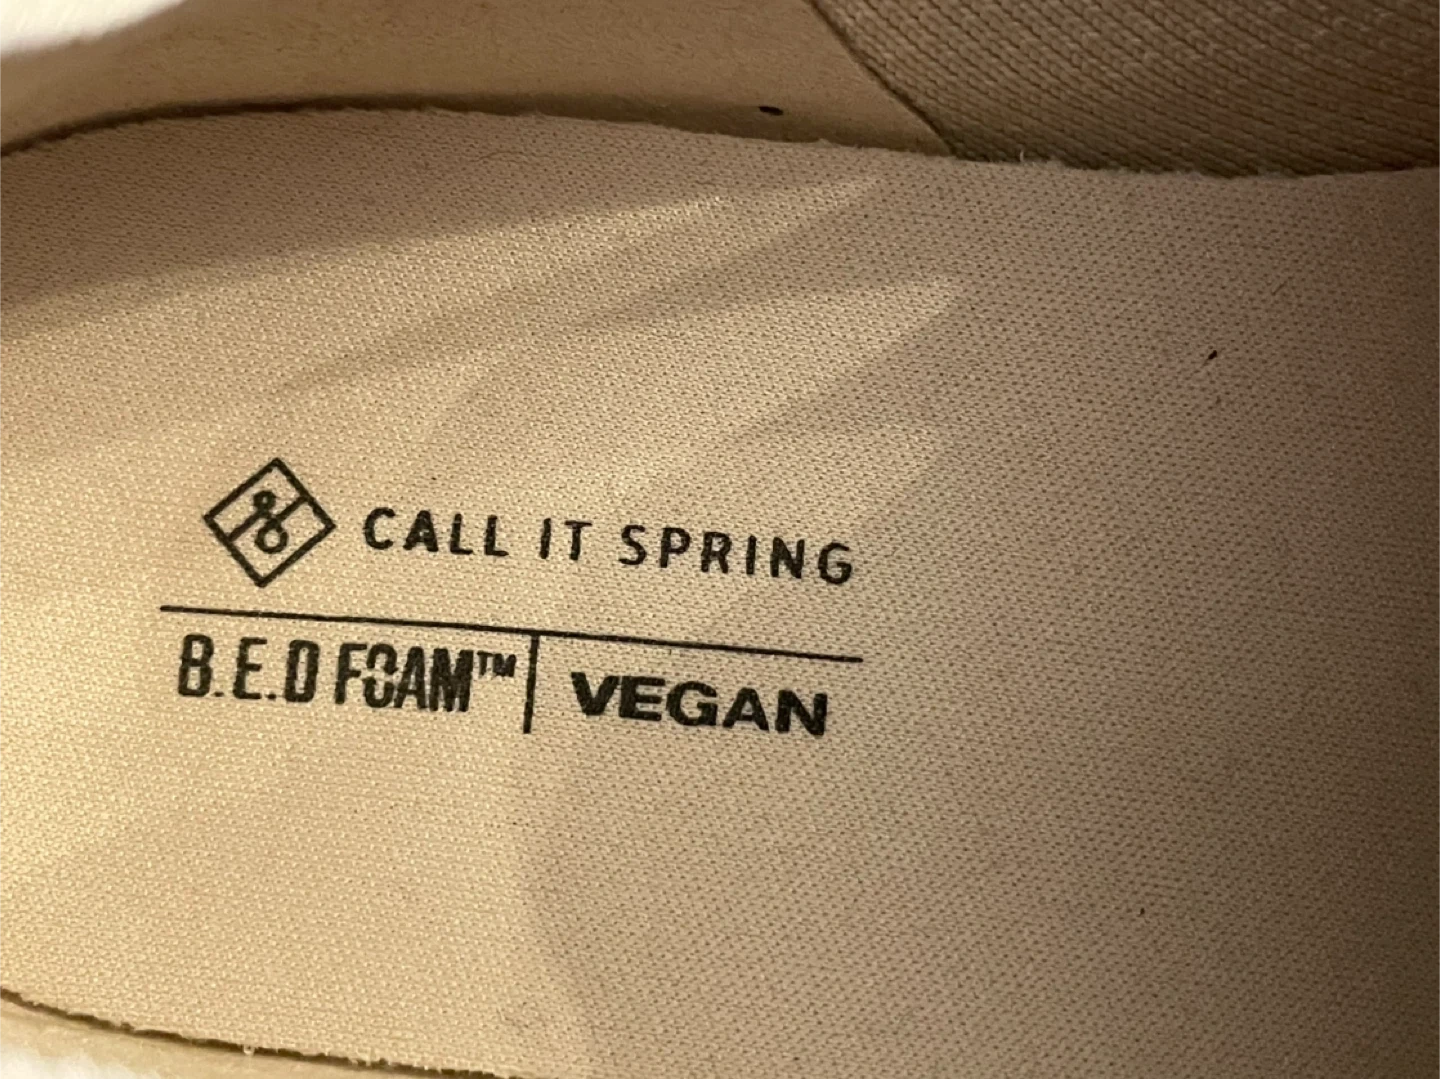 CALL IT SPRING
B.E.D FOAM™ VEGAN